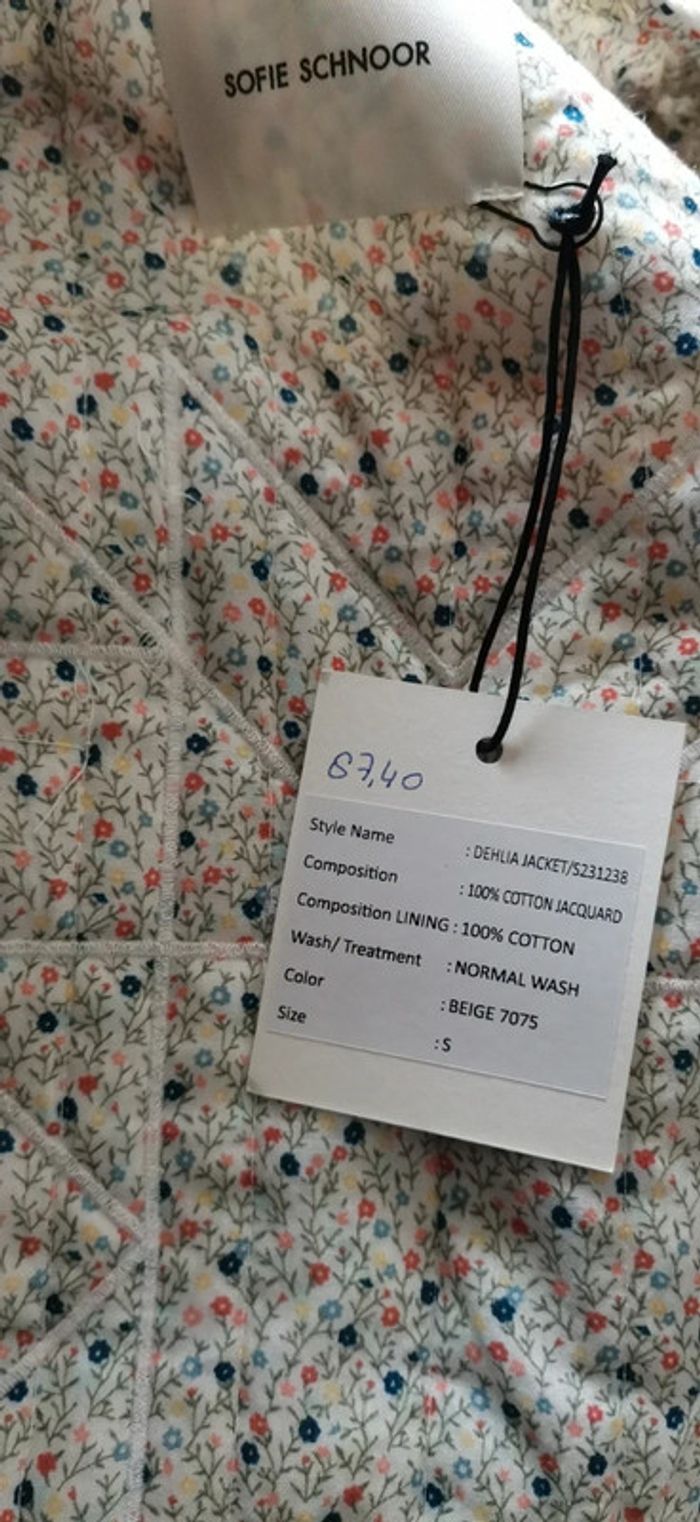 SOFIE SCHNOOR
67,40
Style Name : DEHLIA JACKET/S231238
Composition : 100% COTTON JACQUARD
Composition LINING : 100% COTTON
Wash/ Treatment : NORMAL WASH
Color : BEIGE 7075
Size : S